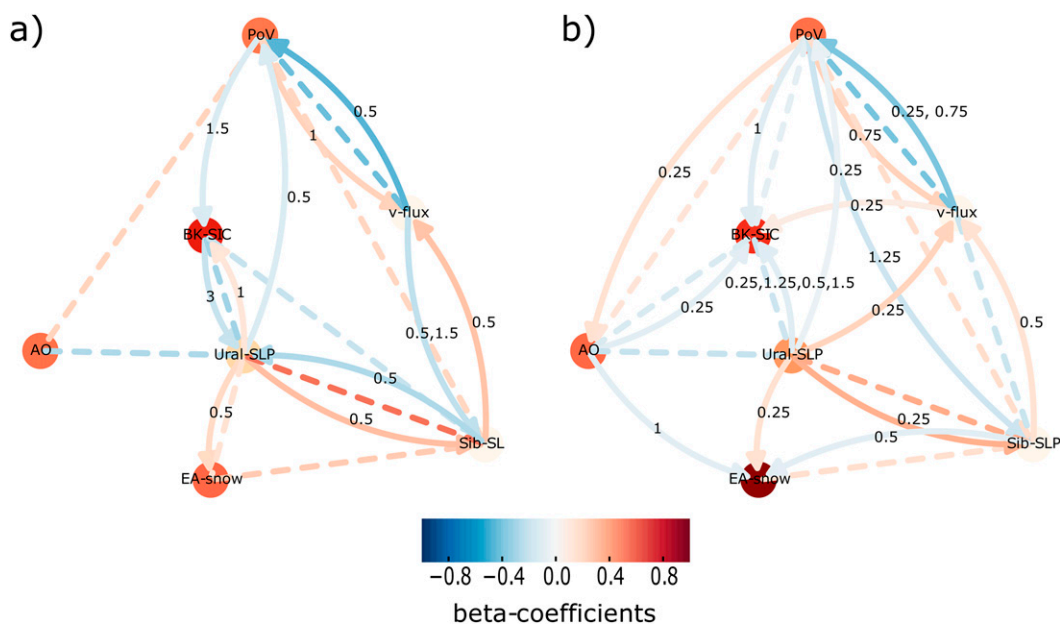 a)
PoV
0.5
1.5
1
0.5
v-flux
BK-SIC
3
1
0.5,1.5
0.5
AO
Ural-SLP
0.5
0.5
0.5
Sib-SL
EA-snow
b)
PoV
0.25, 0.75
1
0.75
0.25
0.25
0.25
v-flux
BK-SIC
1.25
0.25,1.25,0.5,1.5
0.25
0.25
AO
Ural-SLP
0.5
0.25
0.25
1
0.5
Sib-SLP
EA-snow
−0.8 −0.4 0.0 0.4 0.8
beta-coefficients